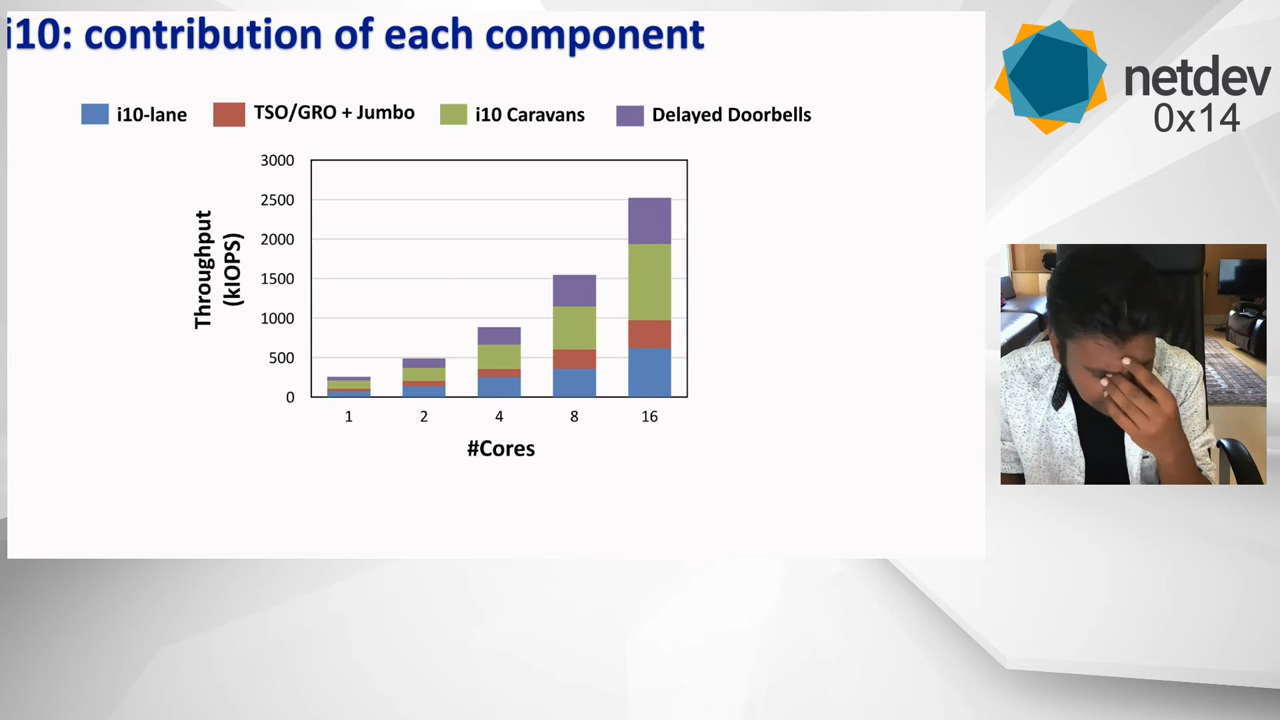 i10: contribution of each component
i10-lane TSO/GRO + Jumbo i10 Caravans Delayed Doorbells
3000
2500
2000
1500
1000
500
0
Throughput
(kIOPS)
1 2 4 8 16
#Cores
netdev
0x14